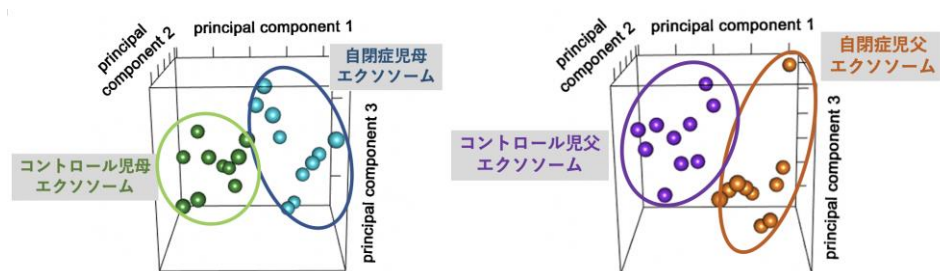 principal component 1
principal
component 2
自閉症児母
エクソソーム
コントロール児母
エクソソーム
principal component 3
principal component 1
principal
component 2
自閉症児父
エクソソーム
コントロール児父
エクソソーム
principal component 3